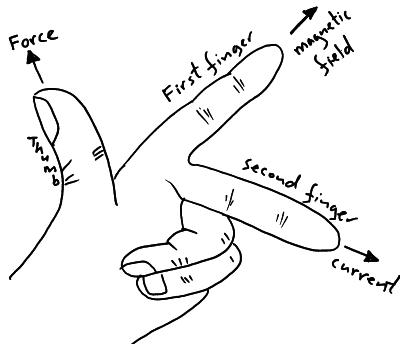 Force
First finger
magnetic
field
Thumb
second finger
current